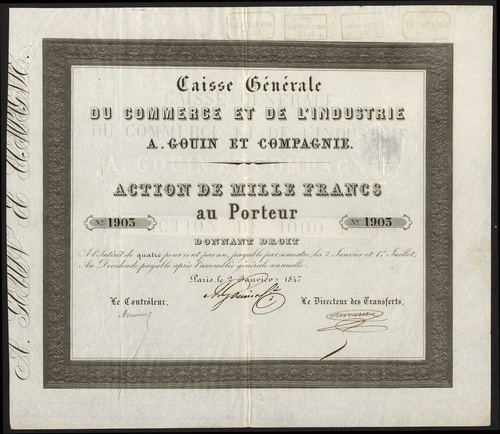 Caisse Générale
DU COMMERCE ET DE L'INDUSTRIE
A. GOUIN ET COMPAGNIE.
ACTION DE MILLE FRANCS
au Porteur
No 1903 No 1903
DONNANT DROIT
A l'Intérêt de quatre pour cent par an, payable par semestre, les 2 Janvier et 1er Juillet,
Au Dividende payable après l'assemblée générale annuelle.
Paris, le 2 Janvier 1847
Le Contrôleur, Le Directeur des Transferts,